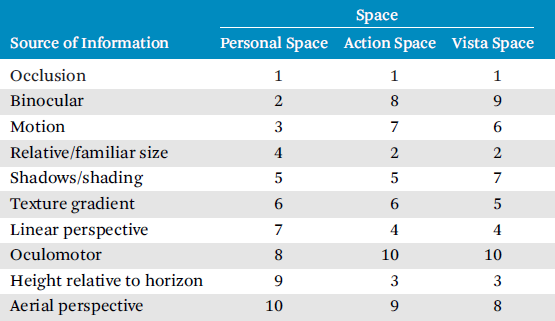 Space
Source of Information Personal Space Action Space Vista Space
Occlusion 1 1 1
Binocular 2 8 9
Motion 3 7 6
Relative/familiar size 4 2 2
Shadows/shading 5 5 7
Texture gradient 6 6 5
Linear perspective 7 4 4
Oculomotor 8 10 10
Height relative to horizon 9 3 3
Aerial perspective 10 9 8